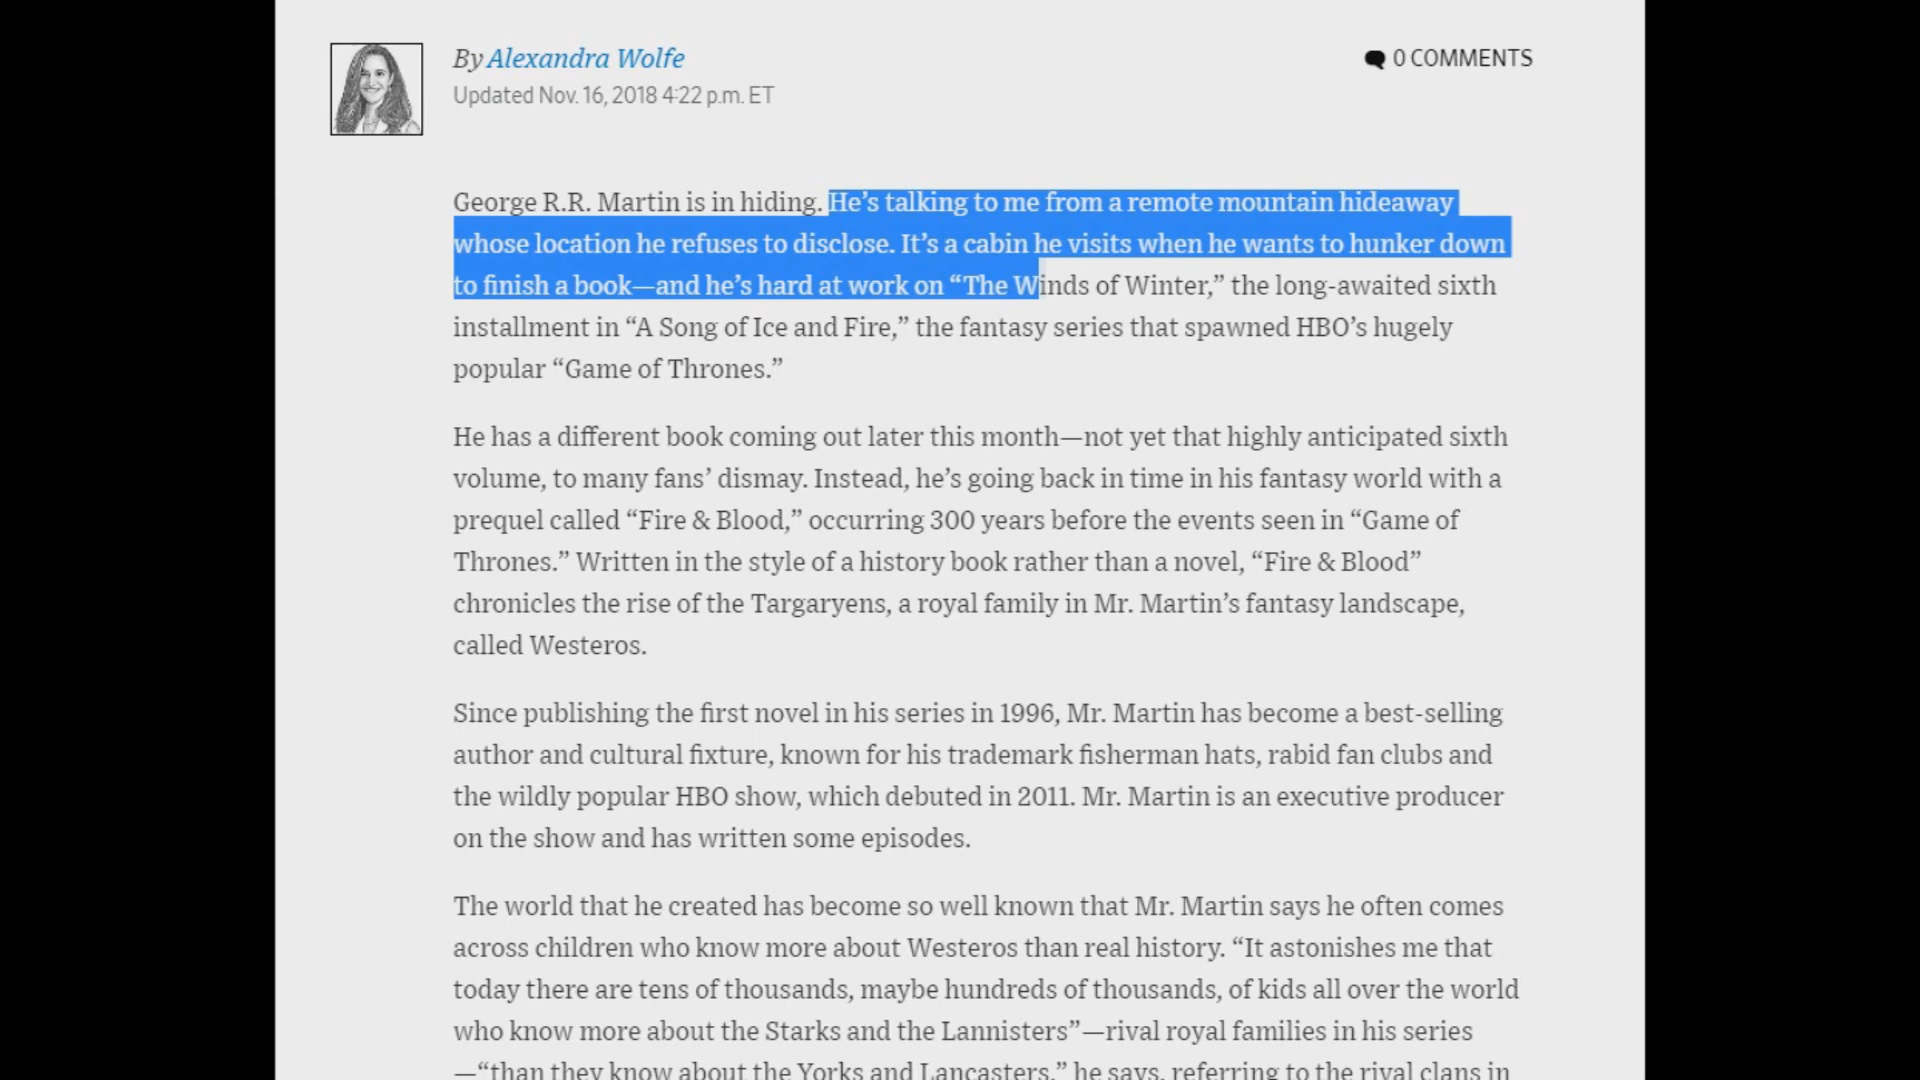 By Alexandra Wolfe
Updated Nov. 16, 2018 4:22 p.m. ET
0 COMMENTS
George R.R. Martin is in hiding. He’s talking to me from a remote mountain hideaway
whose location he refuses to disclose. It’s a cabin he visits when he wants to hunker down
to finish a book—and he’s hard at work on “The Winds of Winter,” the long-awaited sixth
installment in “A Song of Ice and Fire,” the fantasy series that spawned HBO’s hugely
popular “Game of Thrones.”
He has a different book coming out later this month—not yet that highly anticipated sixth
volume, to many fans’ dismay. Instead, he’s going back in time in his fantasy world with a
prequel called “Fire & Blood,” occurring 300 years before the events seen in “Game of
Thrones.” Written in the style of a history book rather than a novel, “Fire & Blood”
chronicles the rise of the Targaryens, a royal family in Mr. Martin’s fantasy landscape,
called Westeros.
Since publishing the first novel in his series in 1996, Mr. Martin has become a best-selling
author and cultural fixture, known for his trademark fisherman hats, rabid fan clubs and
the wildly popular HBO show, which debuted in 2011. Mr. Martin is an executive producer
on the show and has written some episodes.
The world that he created has become so well known that Mr. Martin says he often comes
across children who know more about Westeros than real history. “It astonishes me that
today there are tens of thousands, maybe hundreds of thousands, of kids all over the world
who know more about the Starks and the Lannisters”—rival royal families in his series
—“than they know about the Yorks and Lancasters,” he says, referring to the rival clans in